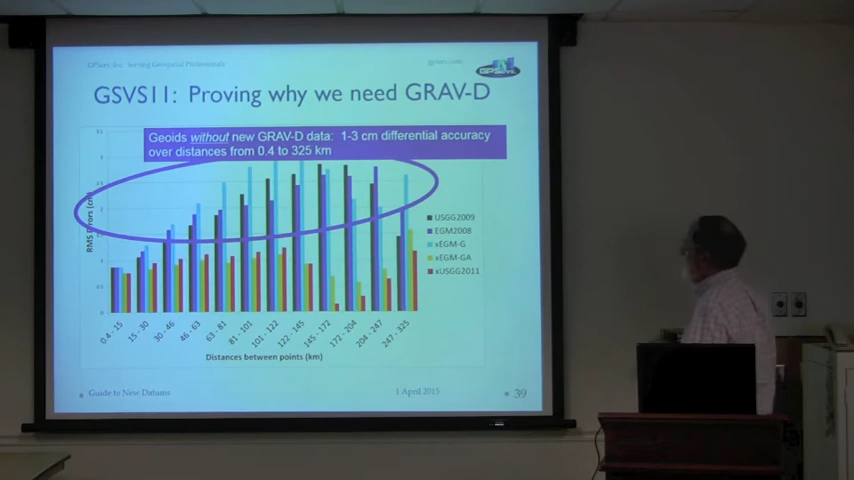 GPServ, Inc. Serving Geospatial Professionals
GPSERV
GSVS11: Proving why we need GRAV-D
Geoids without new GRAV-D data: 1-3 cm differential accuracy
over distances from 0.4 to 325 km
RMS Errors (cm)
USGG2009
EGM2008
xEGM-G
xEGM-GA
xUSGG2011
0.4 - 15
15 - 30
30 - 46
46 - 63
63 - 81
81 - 101
101 - 122
122 - 145
145 - 172
172 - 204
204 - 247
247 - 325
Distances between points (km)
Guide to New Datums
1 April 2015
39